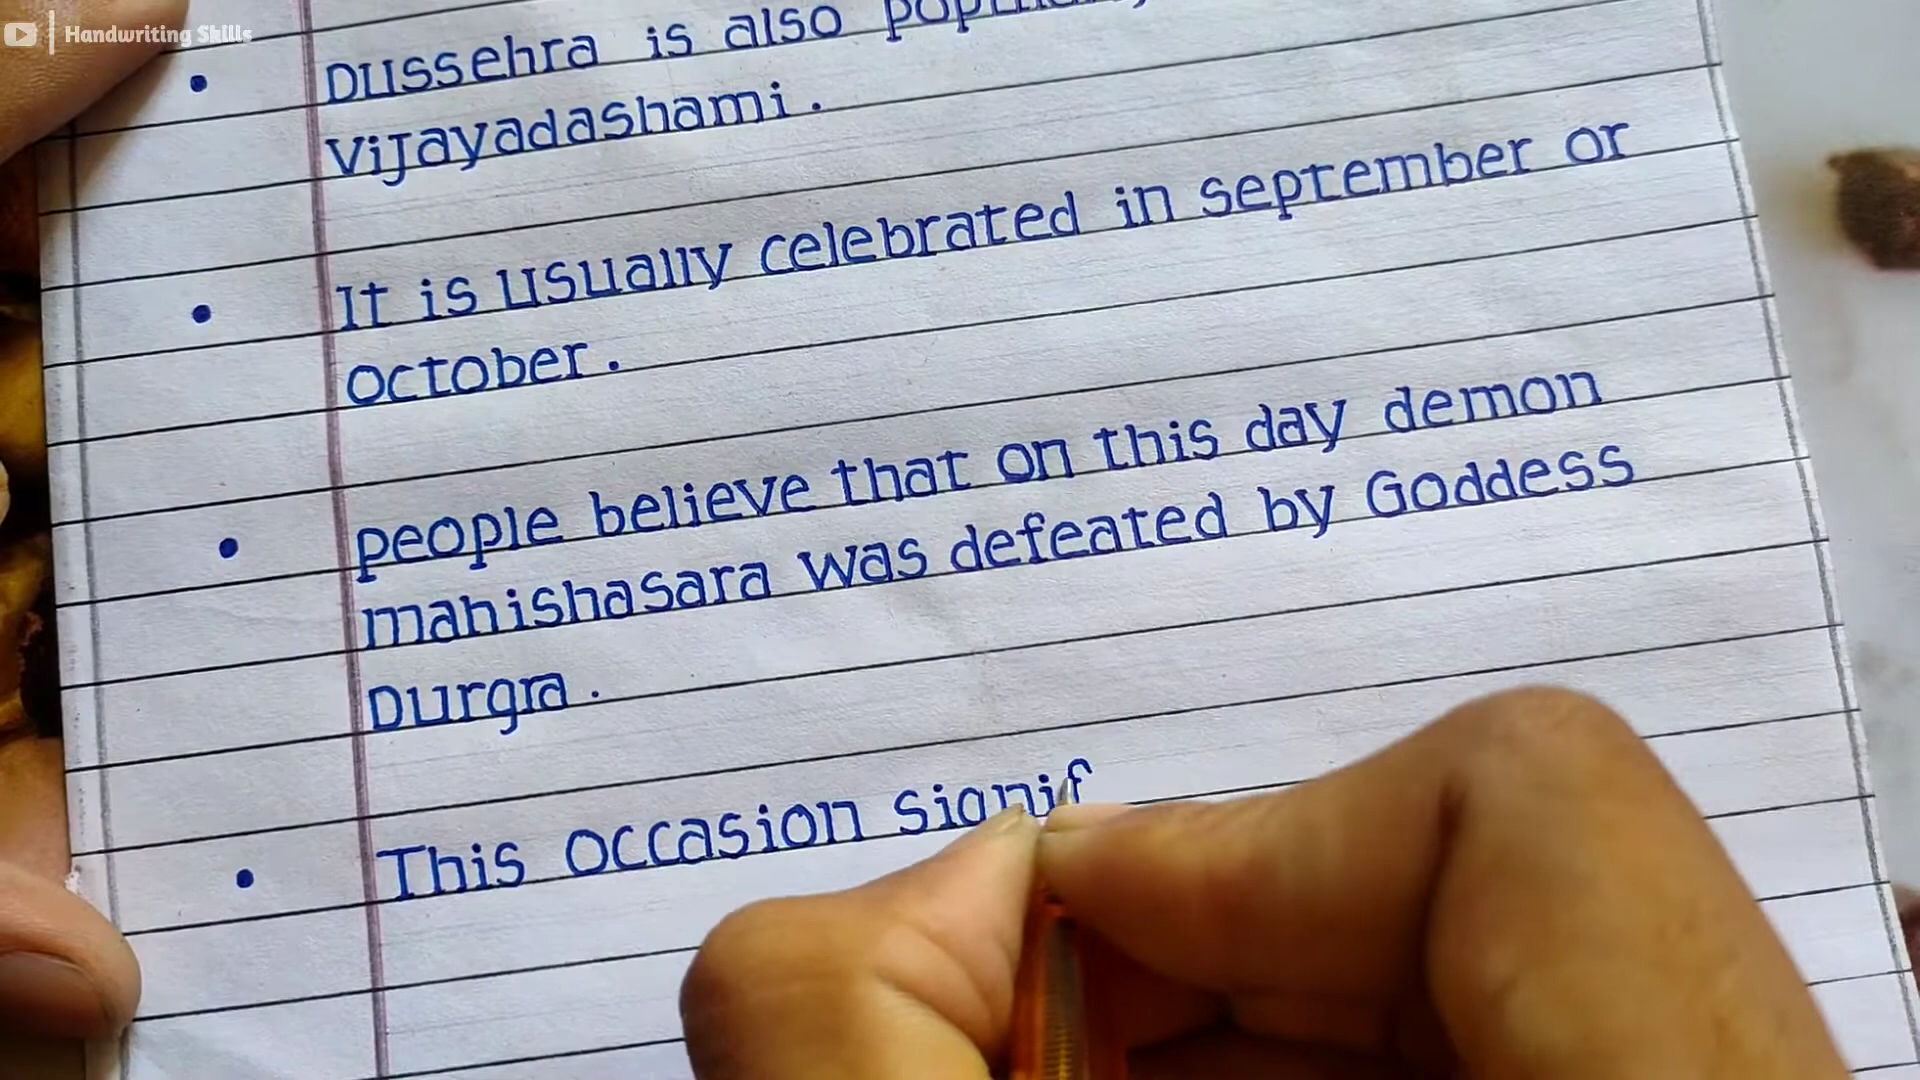 Handwriting Skills
Dussehra is also
Vijayadashami.
It is usually celebrated in september or
october.
people believe that on this day demon
mahishasara was defeated by Goddess
Durga.
This occasion signif